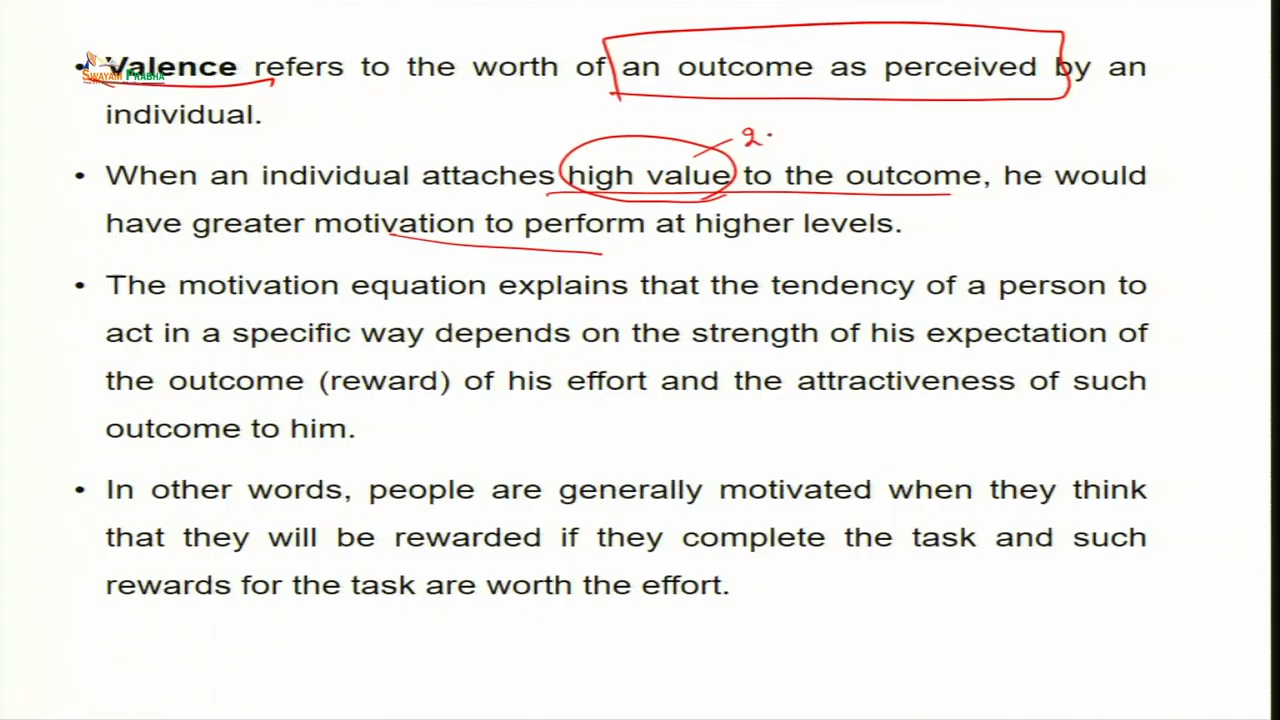 • Valence refers to the worth of an outcome as perceived by an
SWAYAM PRABHA
individual.
2.
• When an individual attaches high value to the outcome, he would
have greater motivation to perform at higher levels.
• The motivation equation explains that the tendency of a person to
act in a specific way depends on the strength of his expectation of
the outcome (reward) of his effort and the attractiveness of such
outcome to him.
• In other words, people are generally motivated when they think
that they will be rewarded if they complete the task and such
rewards for the task are worth the effort.